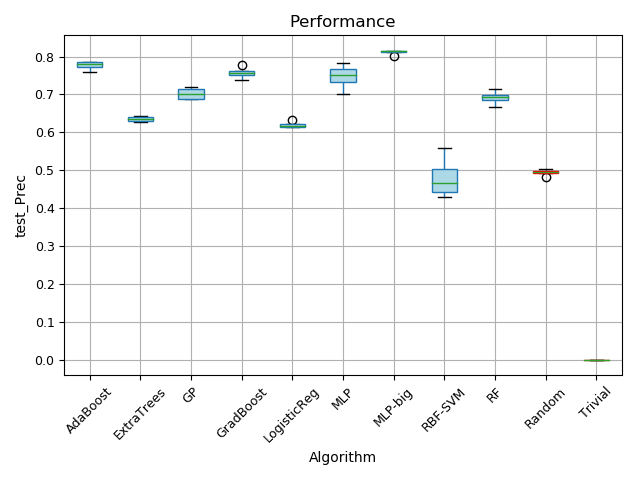 Performance
test_Prec
0.8
0.7
0.6
0.5
0.4
0.3
0.2
0.1
0.0
AdaBoost
ExtraTrees
GP
GradBoost
LogisticReg
MLP
MLP-big
RBF-SVM
RF
Random
Trivial
Algorithm